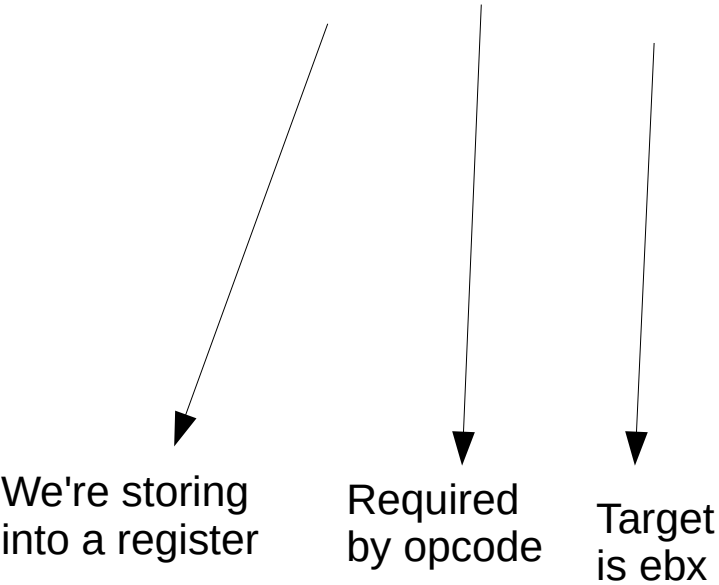 We're storing
into a register
Required
by opcode
Target
is ebx